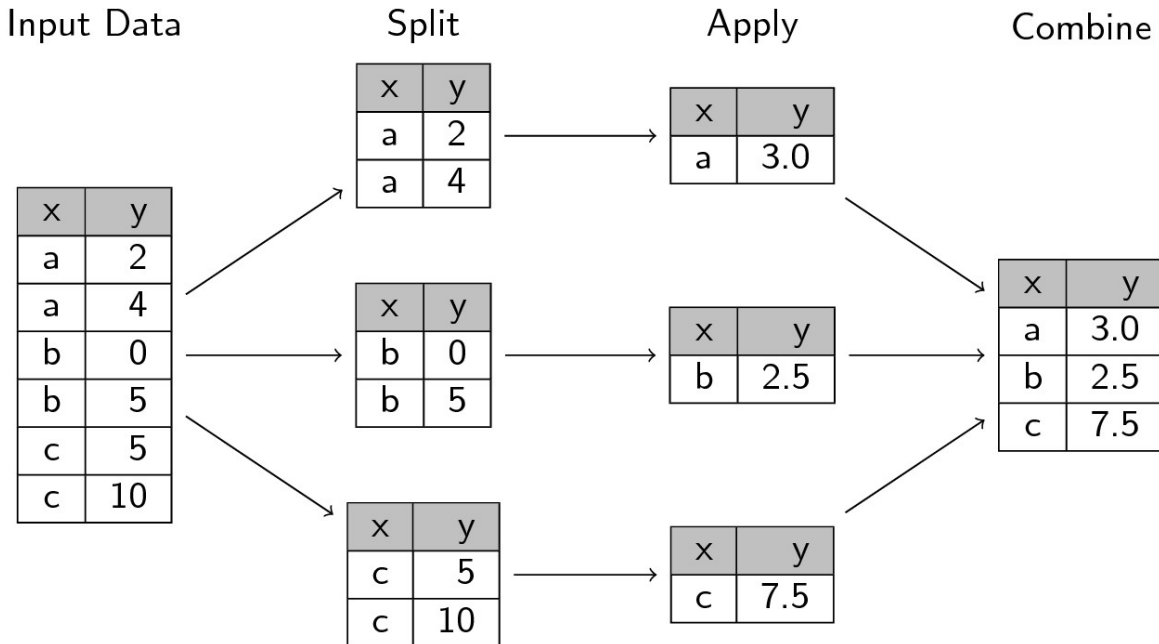 Input Data
Split
Apply
Combine
x y
a 2
a 4
b 0
b 5
c 5
c 10
x y
a 2
a 4
x y
b 0
b 5
x y
c 5
c 10
x y
a 3.0
x y
b 2.5
x y
c 7.5
x y
a 3.0
b 2.5
c 7.5